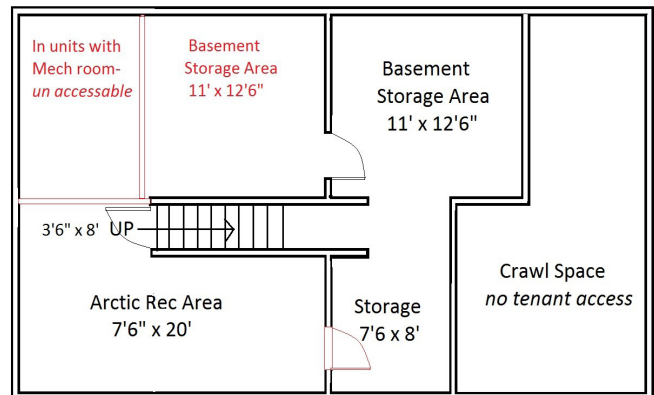 In units with
Mech room-
un accessable
Basement
Storage Area
11' x 12'6"
Basement
Storage Area
11' x 12'6"
3'6" x 8' UP
Arctic Rec Area
7'6" x 20'
Storage
7'6 x 8'
Crawl Space
no tenant access